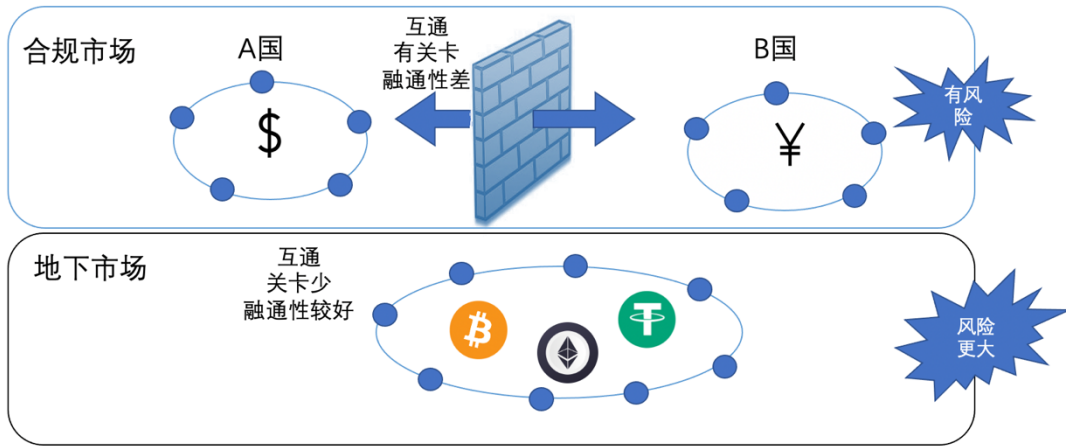 合规市场
A国
互通
有关卡
融通性差
B国
有风
险
$
¥
地下市场
互通
关卡少
融通性较好
风险
更大